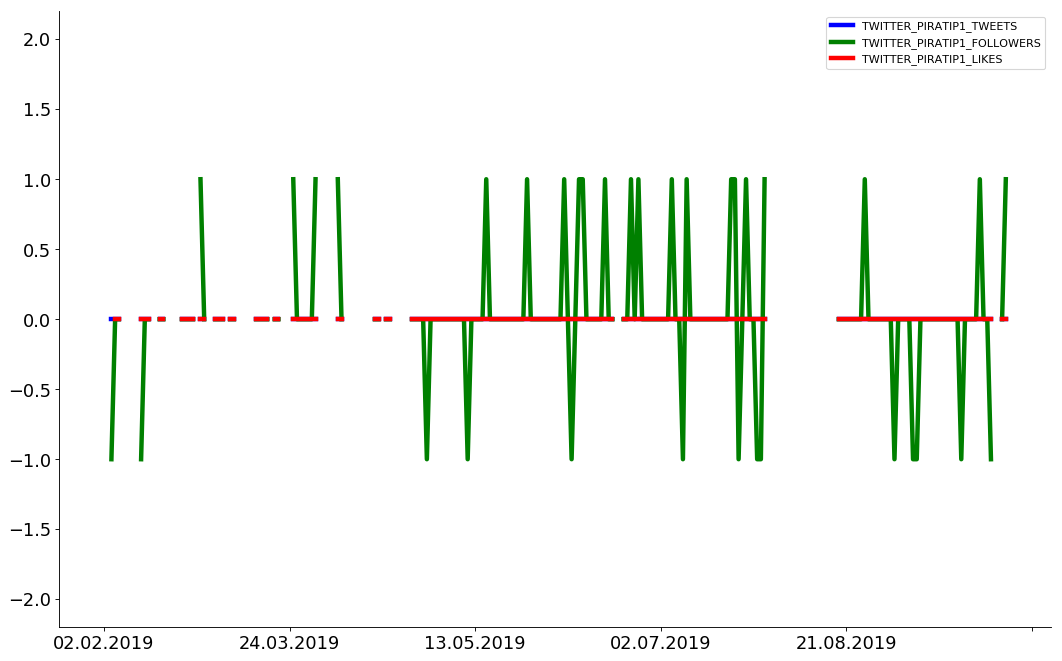 TWITTER_PIRATIP1_TWEETS
TWITTER_PIRATIP1_FOLLOWERS
TWITTER_PIRATIP1_LIKES
2.0
1.5
1.0
0.5
0.0
−0.5
−1.0
−1.5
−2.0
02.02.2019 24.03.2019 13.05.2019 02.07.2019 21.08.2019